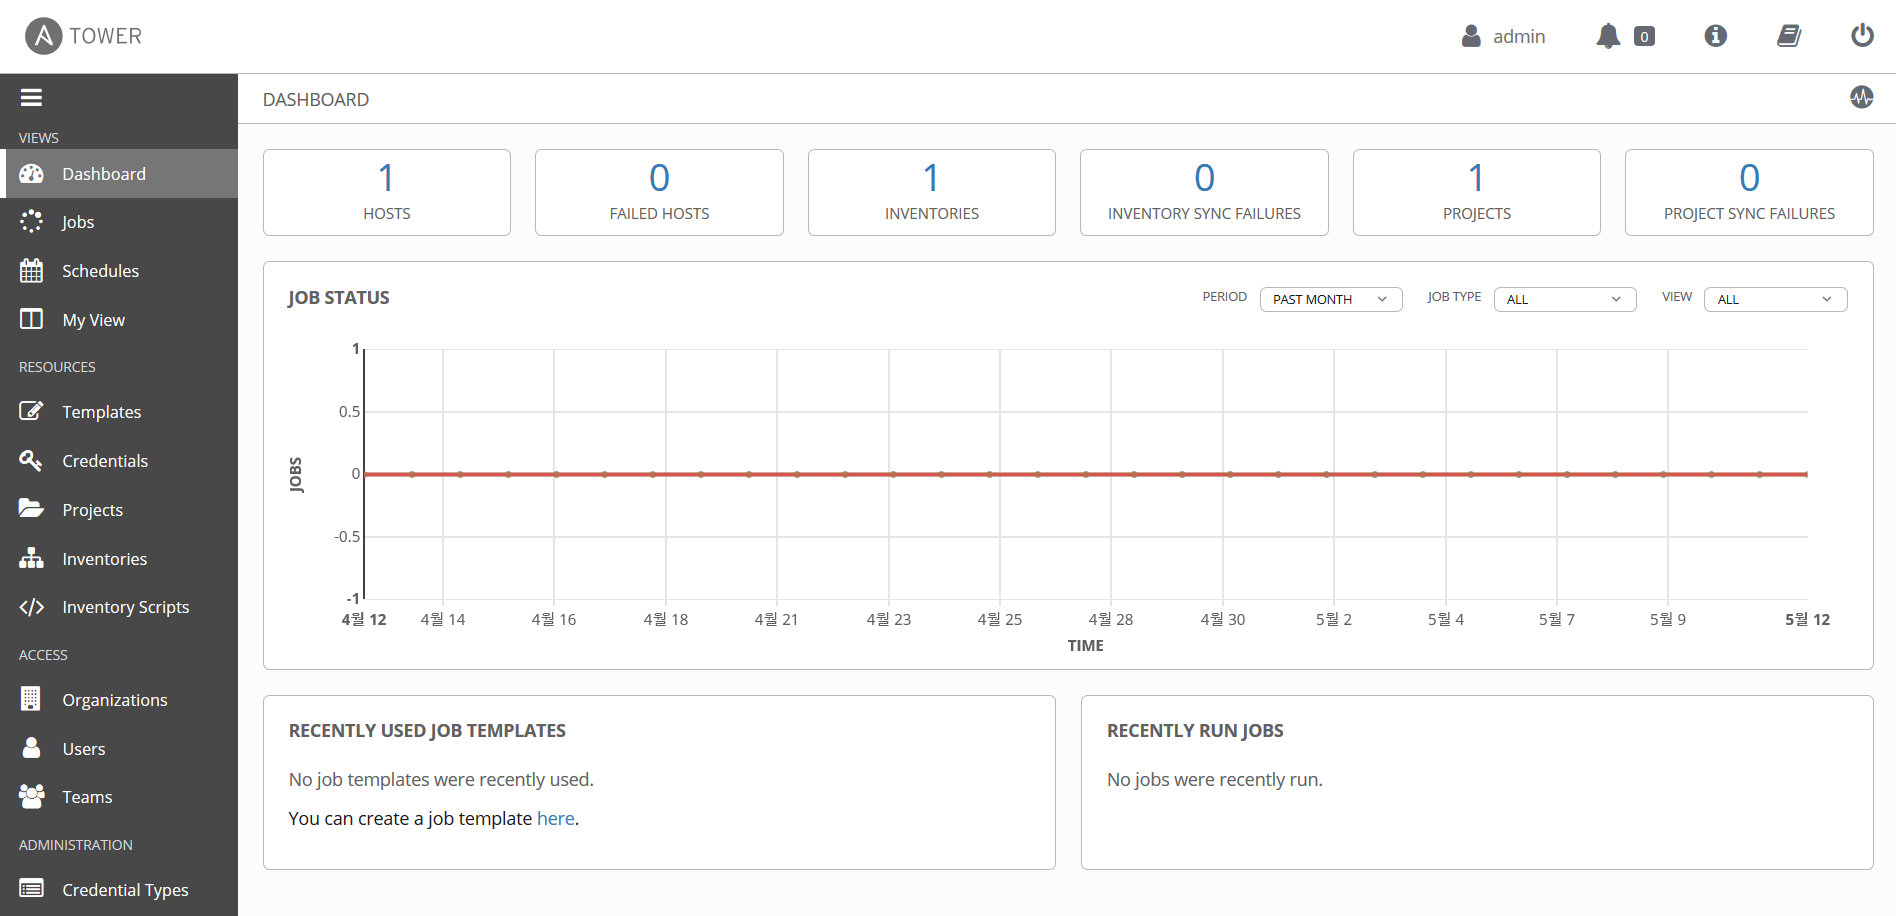 TOWER
admin
0
VIEWS
Dashboard
Jobs
Schedules
My View
RESOURCES
Templates
Credentials
Projects
Inventories
Inventory Scripts
ACCESS
Organizations
Users
Teams
ADMINISTRATION
Credential Types
DASHBOARD
1
HOSTS
0
FAILED HOSTS
1
INVENTORIES
0
INVENTORY SYNC FAILURES
1
PROJECTS
0
PROJECT SYNC FAILURES
JOB STATUS
PERIOD PAST MONTH JOB TYPE ALL VIEW ALL
JOBS
1
0.5
0
-0.5
-1
4월 12 4월 14 4월 16 4월 18 4월 21 4월 23 4월 25 4월 28 4월 30 5월 2 5월 4 5월 7 5월 9 5월 12
TIME
RECENTLY USED JOB TEMPLATES
No job templates were recently used.
You can create a job template here.
RECENTLY RUN JOBS
No jobs were recently run.